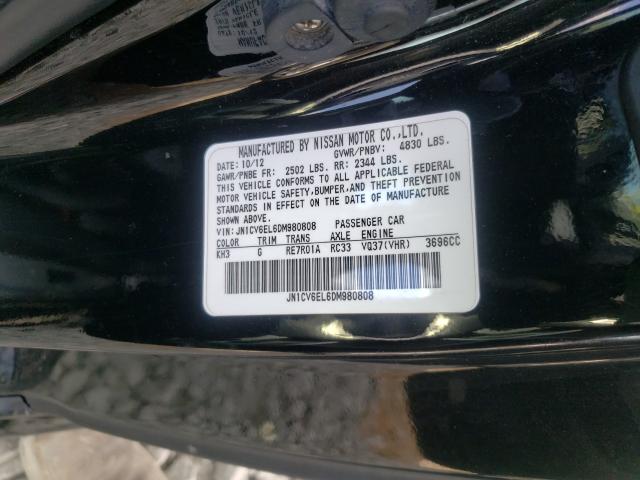 MANUFACTURED BY NISSAN MOTOR CO.,LTD.
DATE: 10/12 GVWR/PNBV: 4830 LBS.
GAWR/PNBE FR: 2502 LBS. RR: 2344 LBS.
THIS VEHICLE CONFORMS TO ALL APPLICABLE FEDERAL
MOTOR VEHICLE SAFETY, BUMPER, AND THEFT PREVENTION
STANDARDS IN EFFECT ON THE DATE OF MANUFACTURE
SHOWN ABOVE.
VIN: JN1CV6EL6DM980808 PASSENGER CAR
COLOR TRIM TRANS AXLE ENGINE
KH3 G RE7R01A RC33 VQ37(VHR) 3696CC
JN1CV6EL6DM980808